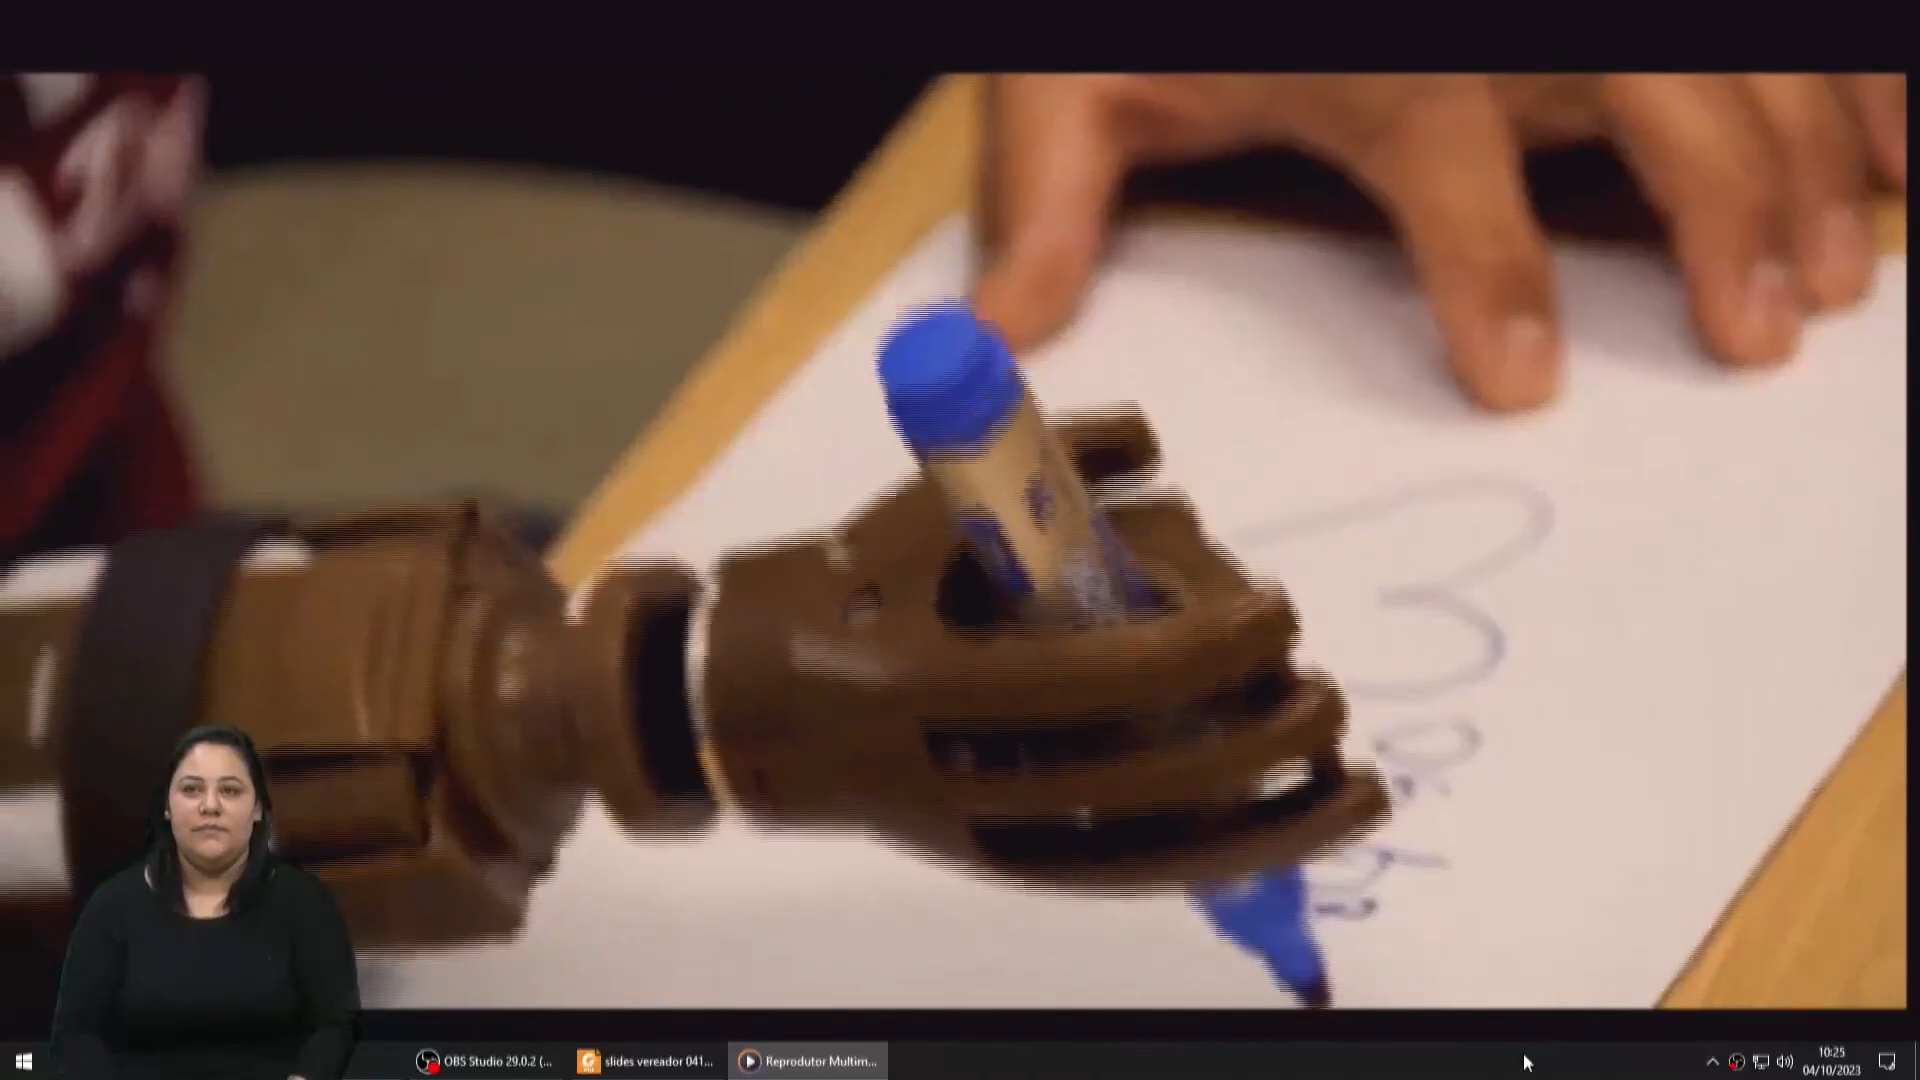 OBS Studio 29.0.2 (...
slides vereador 041...
Reprodutor Multim...
10:25
04/10/2023